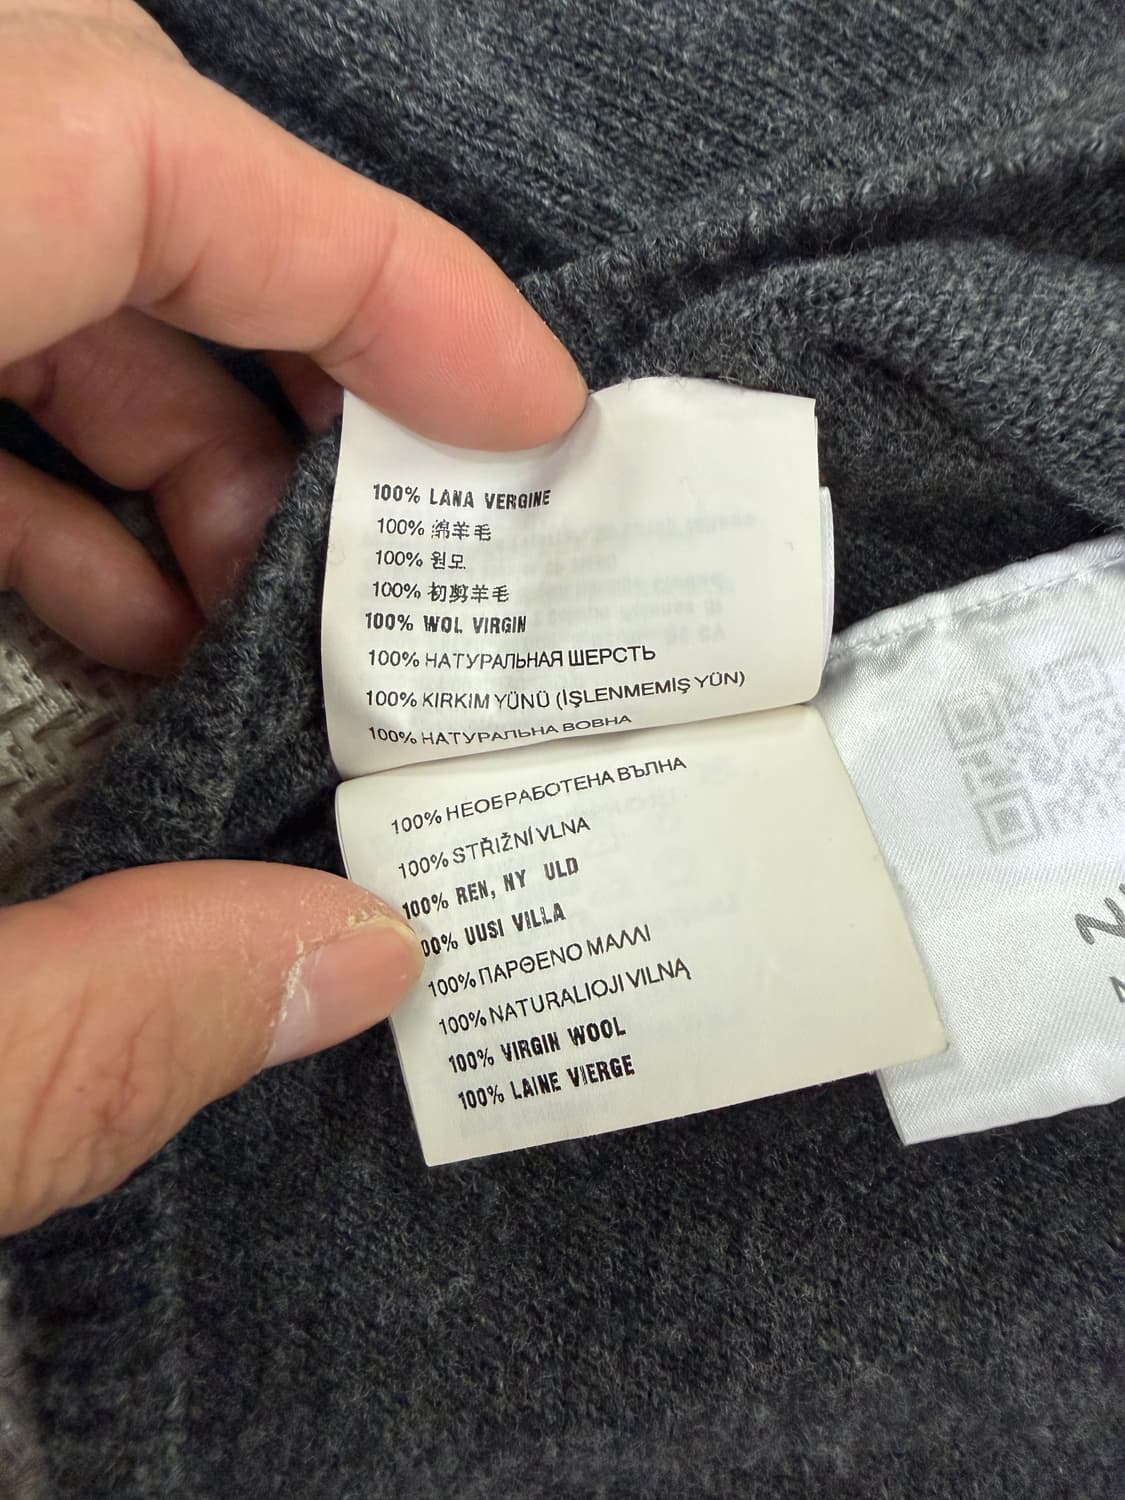 100% LANA VERGINE
100% 绵羊毛
100% 원모
100% 初剪羊毛
100% WOL VIRGIN
100% НАТУРАЛЬНАЯ ШЕРСТЬ
100% KIRKIM YÜNÜ (İŞLENMEMİŞ YÜN)
100% НАТУРАЛЬНА ВОВНА
100% НЕОБРАБОТЕНА ВЪЛНА
100% STŘIŽNÍ VLNA
100% REN, NY ULD
00% UUSI VILLA
100% ΠΑΡΘΕΝΟ ΜΑΛΛΙ
100% NATURALIOJI VILNĄ
100% VIRGIN WOOL
100% LAINE VIERGE